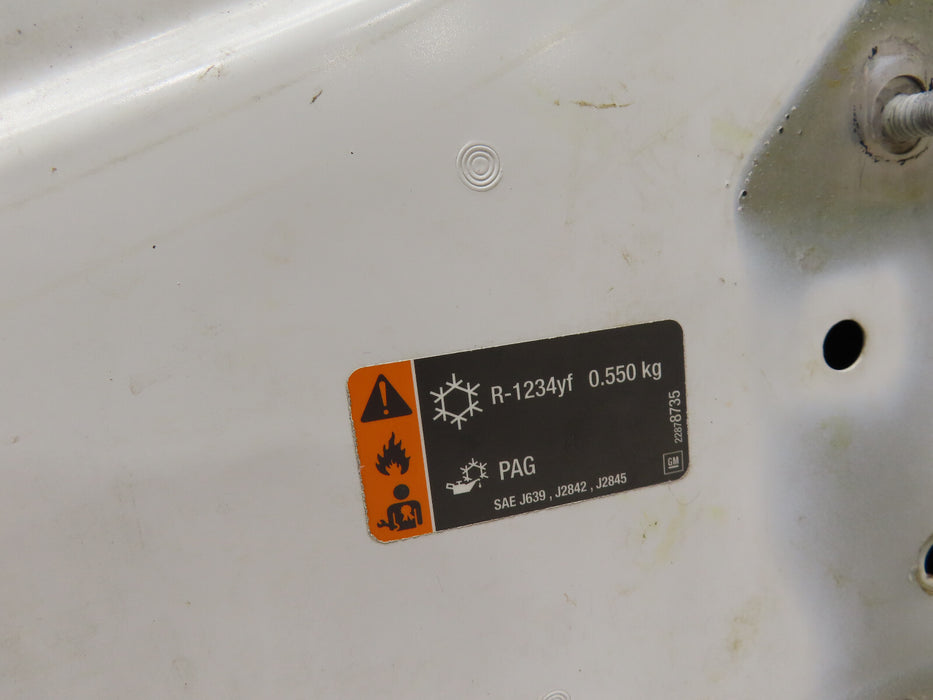 R-1234yf 0.550 kg
PAG
SAE J639 , J2842 , J2845
22878735
GM